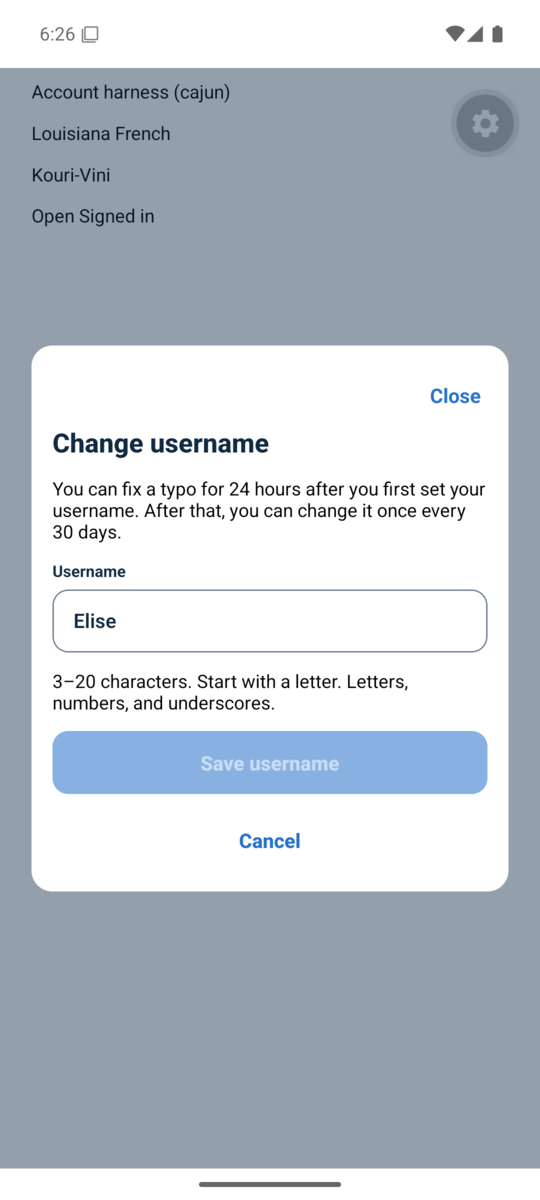 6:26
Account harness (cajun)
Louisiana French
Kouri-Vini
Open Signed in
Close
Change username
You can fix a typo for 24 hours after you first set your
username. After that, you can change it once every
30 days.
Username
Elise
3–20 characters. Start with a letter. Letters,
numbers, and underscores.
Save username
Cancel